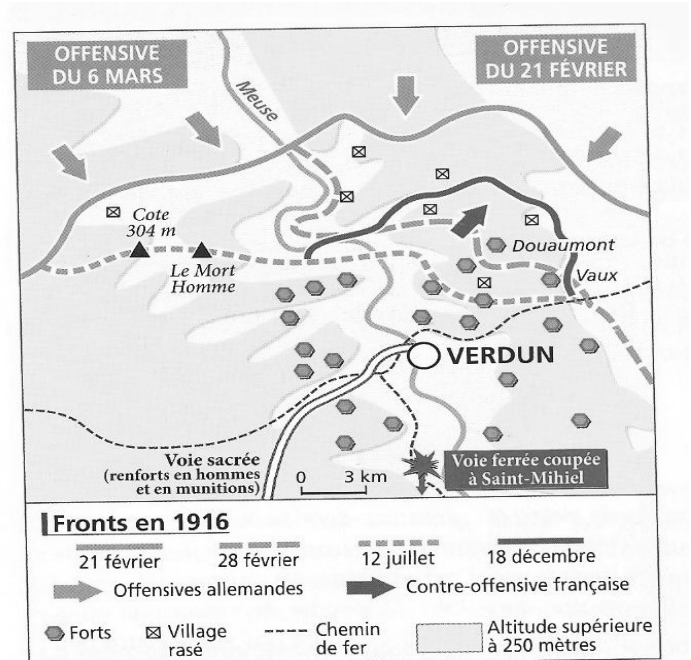 OFFENSIVE
DU 6 MARS
OFFENSIVE
DU 21 FÉVRIER
Meuse
Cote
304 m
Le Mort
Homme
Douaumont
Vaux
VERDUN
Voie sacrée
(renforts en hommes
et en munitions)
0 3 km
Voie ferrée coupée
à Saint-Mihiel
Fronts en 1916
21 février
28 février
12 juillet
18 décembre
Offensives allemandes
Contre-offensive française
Forts
Village
rasé
Chemin
de fer
Altitude supérieure
à 250 mètres